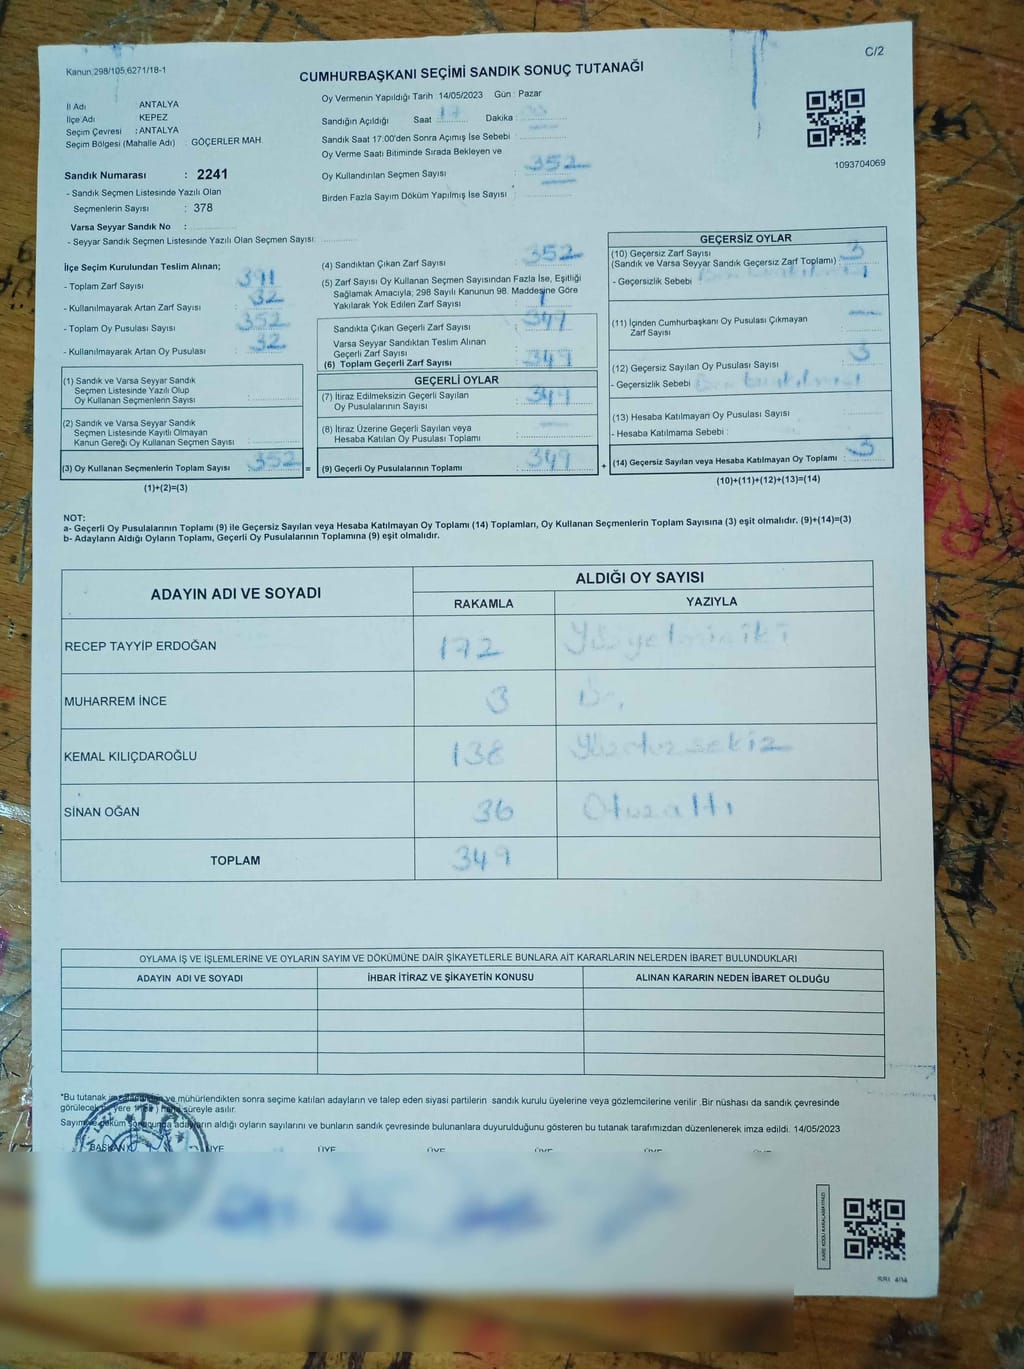 Kanun:298/105,6271/18-1
C/2
CUMHURBAŞKANI SEÇİMİ SANDIK SONUÇ TUTANAĞI
İl Adı : ANTALYA
İlçe Adı KEPEZ
Seçim Çevresi : ANTALYA
Seçim Bölgesi (Mahalle Adı) : GÖÇERLER MAH.
Sandık Numarası : 2241
- Sandık Seçmen Listesinde Yazılı Olan
Seçmenlerin Sayısı : 378
Varsa Seyyar Sandık No :
- Seyyar Sandık Seçmen Listesinde Yazılı Olan Seçmen Sayısı:
Oy Vermenin Yapıldığı Tarih :14/05/2023 Gün : Pazar
Sandığın Açıldığı Saat 17 Dakika :
Sandık Saat 17:00'den Sonra Açımış İse Sebebi :
Oy Verme Saati Bitiminde Sırada Bekleyen ve
Oy Kullandırılan Seçmen Sayısı : 352
Birden Fazla Sayım Döküm Yapılmış İse Sayısı :
1093704069
İlçe Seçim Kurulundan Teslim Alınan;
- Toplam Zarf Sayısı : 391
- Kullanılmayarak Artan Zarf Sayısı : 32
- Toplam Oy Pusulası Sayısı : 352
- Kullanılmayarak Artan Oy Pusulası : 32
(1) Sandık ve Varsa Seyyar Sandık
Seçmen Listesinde Yazılı Olup
Oy Kullanan Seçmenlerin Sayısı :
(2) Sandık ve Varsa Seyyar Sandık
Seçmen Listesinde Kayıtlı Olmayan
Kanun Gereği Oy Kullanan Seçmen Sayısı :
(3) Oy Kullanan Seçmenlerin Toplam Sayısı : 352 =
(1)+(2)=(3)
(4) Sandıktan Çıkan Zarf Sayısı : 352
(5) Zarf Sayısı Oy Kullanan Seçmen Sayısından Fazla İse, Eşitliği
Sağlamak Amacıyla, 298 Sayılı Kanunun 98. Maddesine Göre
Yakılarak Yok Edilen Zarf Sayısı :
Sandıkta Çıkan Geçerli Zarf Sayısı : 349
Varsa Seyyar Sandıktan Teslim Alınan
Geçerli Zarf Sayısı
(6) Toplam Geçerli Zarf Sayısı : 349
GEÇERLİ OYLAR
(7) İtiraz Edilmeksizin Geçerli Sayılan
Oy Pusulalarının Sayısı : 349
(8) İtiraz Üzerine Geçerli Sayılan veya
Hesaba Katılan Oy Pusulası Toplamı :
(9) Geçerli Oy Pusulalarının Toplamı : 349 +
GEÇERSİZ OYLAR
(10) Geçersiz Zarf Sayısı
(Sandık ve Varsa Seyyar Sandık Geçersiz Zarf Toplamı) : 3
- Geçersizlik Sebebi
(11) İçinden Cumhurbaşkanı Oy Pusulası Çıkmayan
Zarf Sayısı
(12) Geçersiz Sayılan Oy Pusulası Sayısı : 3
- Geçersizlik Sebebi :
(13) Hesaba Katılmayan Oy Pusulası Sayısı :
- Hesaba Katılmama Sebebi :
(14) Geçersiz Sayılan veya Hesaba Katılmayan Oy Toplamı : 3
(10)+(11)+(12)+(13)=(14)
NOT:
a- Geçerli Oy Pusulalarının Toplamı (9) ile Geçersiz Sayılan veya Hesaba Katılmayan Oy Toplamı (14) Toplamları, Oy Kullanan Seçmenlerin Toplam Sayısına (3) eşit olmalıdır. (9)+(14)=(3)
b- Adayların Aldığı Oyların Toplamı, Geçerli Oy Pusulalarının Toplamına (9) eşit olmalıdır.
ADAYIN ADI VE SOYADI ALDIĞI OY SAYISI
RAKAMLA YAZIYLA
RECEP TAYYİP ERDOĞAN 172 Yüzyetmişiki
MUHARREM İNCE 3
KEMAL KILIÇDAROĞLU 138 Yüzotuzsekiz
SİNAN OĞAN 36 Otuzaltı
TOPLAM 349
OYLAMA İŞ VE İŞLEMLERİNE VE OYLARIN SAYIM VE DÖKÜMÜNE DAİR ŞİKAYETLERLE BUNLARA AİT KARARLARIN NELERDEN İBARET BULUNDUKLARI
ADAYIN ADI VE SOYADI İHBAR İTİRAZ VE ŞİKAYETİN KONUSU ALINAN KARARIN NEDEN İBARET OLDUĞU
*Bu tutanak ve mühürlendikten sonra seçime katılan adayların ve talep eden siyasi partilerin sandık kurulu üyelerine veya gözlemcilerine verilir .Bir nüshası da sandık çevresinde
görülecek yere süreyle asılır.
Sayım ve döküm sonucunda adayların aldığı oyların sayılarını ve bunların sandık çevresinde bulunanlara duyurulduğunu gösteren bu tutanak tarafımızdan düzenlenerek imza edildi. 14/05/2023
BAŞKAN ÜYE ÜYE ÜYE ÜYE ÜYE ÜYE